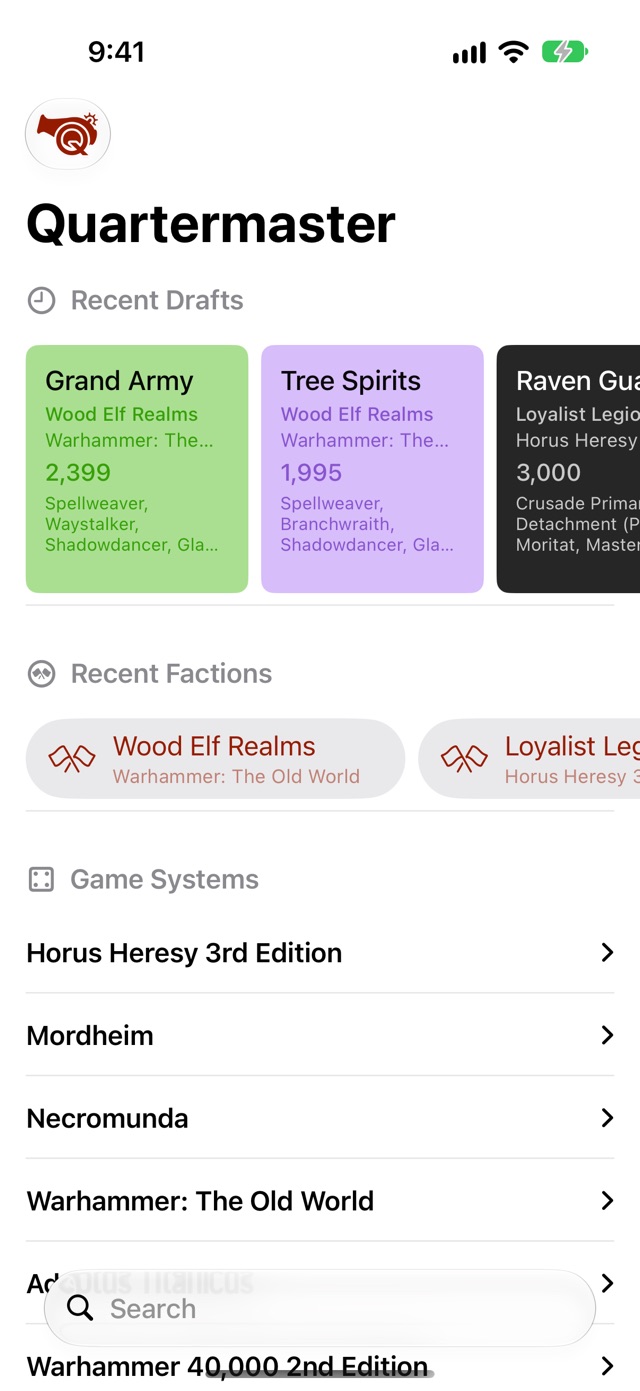 9:41
Q
Quartermaster
Recent Drafts
Grand Army
Wood Elf Realms
Warhammer: The...
2,399
Spellweaver,
Waystalker,
Shadowdancer, Gla...
Tree Spirits
Wood Elf Realms
Warhammer: The...
1,995
Spellweaver,
Branchwraith,
Shadowdancer, Gla...
Raven Gua
Loyalist Legio
Horus Heresy
3,000
Crusade Primar
Detachment (P
Moritat, Master
Recent Factions
Wood Elf Realms
Warhammer: The Old World
Loyalist Leg
Horus Heresy 3
Game Systems
Horus Heresy 3rd Edition
Mordheim
Necromunda
Warhammer: The Old World
Adeptus Titanicus
Search
Warhammer 40,000 2nd Edition